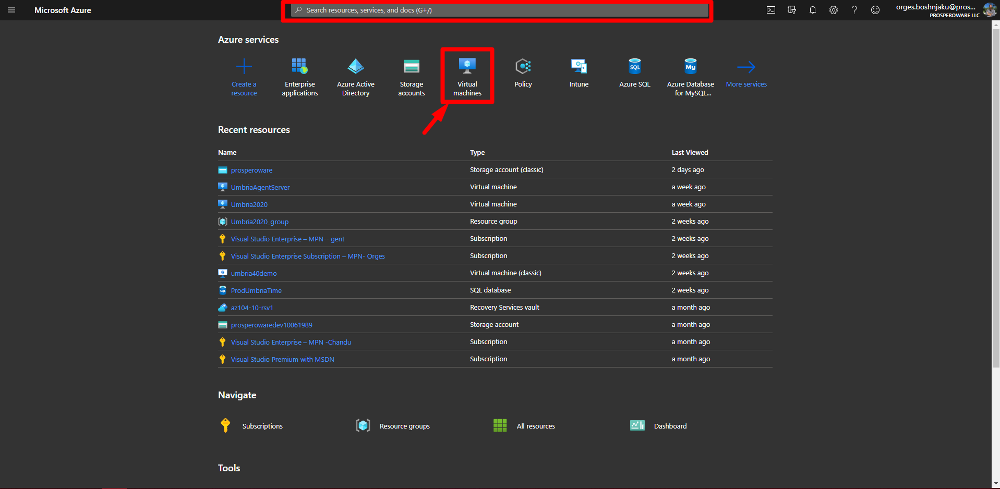 Microsoft Azure
Search resources, services, and docs (G+/)
orges.boshnjaku@pros...
PROSPEROWARE LLC
Azure services
Create a
resource
Enterprise
applications
Azure Active
Directory
Storage
accounts
Virtual
machines
Policy
Intune
SQL
Azure SQL
My
Azure Database
for MySQL...
More services
Recent resources
Name Type Last Viewed
prosperoware Storage account (classic) 2 days ago
UmbriaAgentServer Virtual machine a week ago
Umbria2020 Virtual machine a week ago
Umbria2020_group Resource group 2 weeks ago
Visual Studio Enterprise – MPN-- gent Subscription 2 weeks ago
Visual Studio Enterprise Subscription – MPN- Orges Subscription 2 weeks ago
umbria40demo Virtual machine (classic) 2 weeks ago
SQL ProdUmbriaTime SQL database 2 weeks ago
az104-10-rsv1 Recovery Services vault a month ago
prosperowaredev10061989 Storage account a month ago
Visual Studio Enterprise – MPN -Chandu Subscription a month ago
Visual Studio Premium with MSDN Subscription a month ago
Navigate
Subscriptions Resource groups All resources Dashboard
Tools